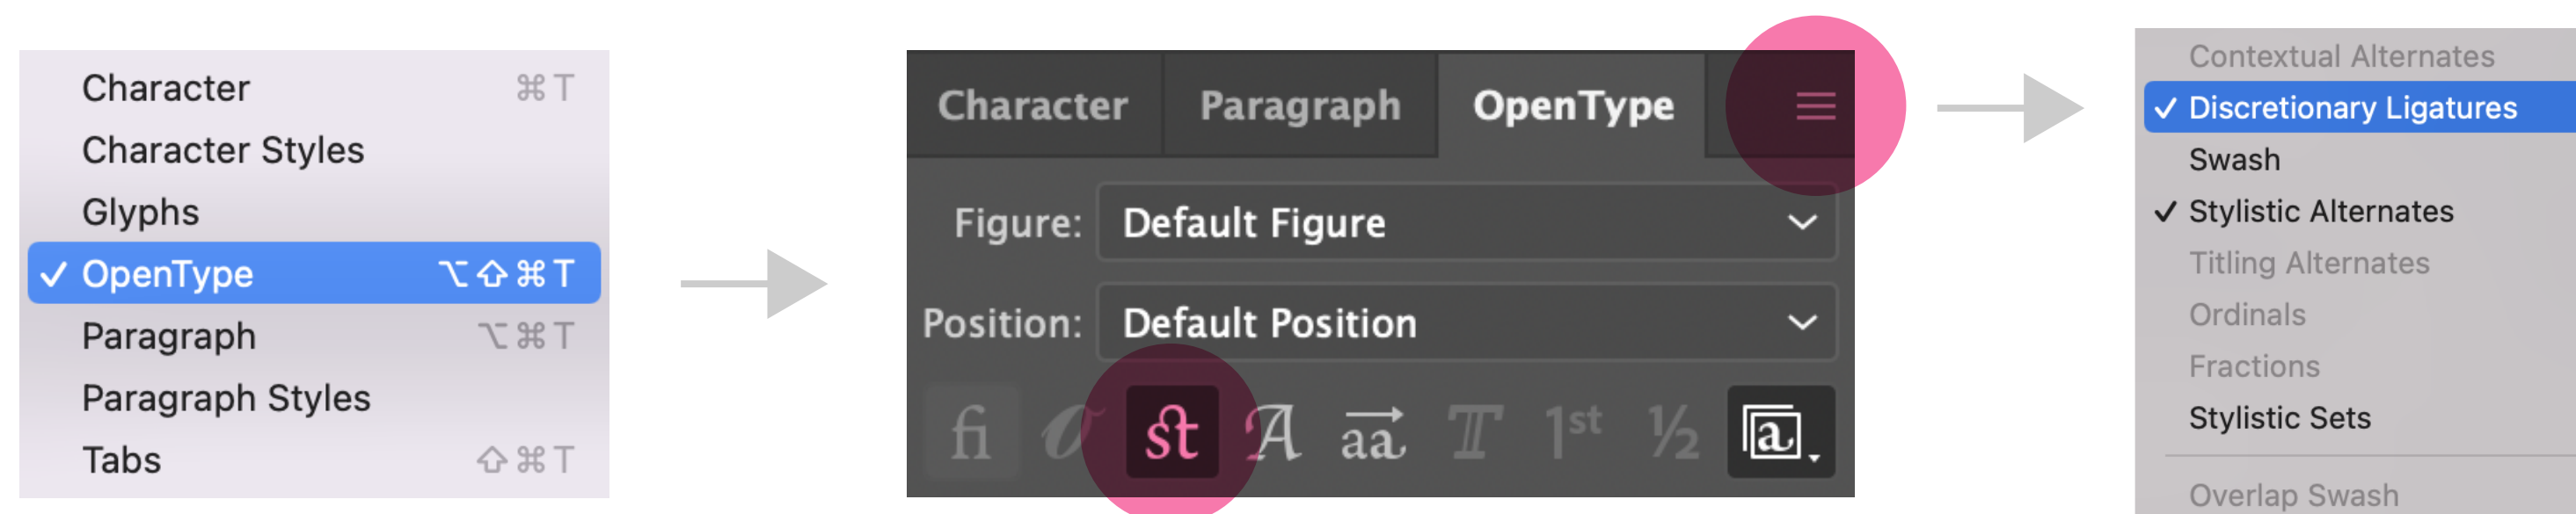 Character ⌘T
Character Styles
Glyphs
✓ OpenType ⌥⇧⌘T
Paragraph ⌥⌘T
Paragraph Styles
Tabs ⇧⌘T
Character Paragraph OpenType
Figure: Default Figure
Position: Default Position
fi st A aa T 1st ½ a
Contextual Alternates
✓ Discretionary Ligatures
Swash
✓ Stylistic Alternates
Titling Alternates
Ordinals
Fractions
Stylistic Sets
Overlap Swash